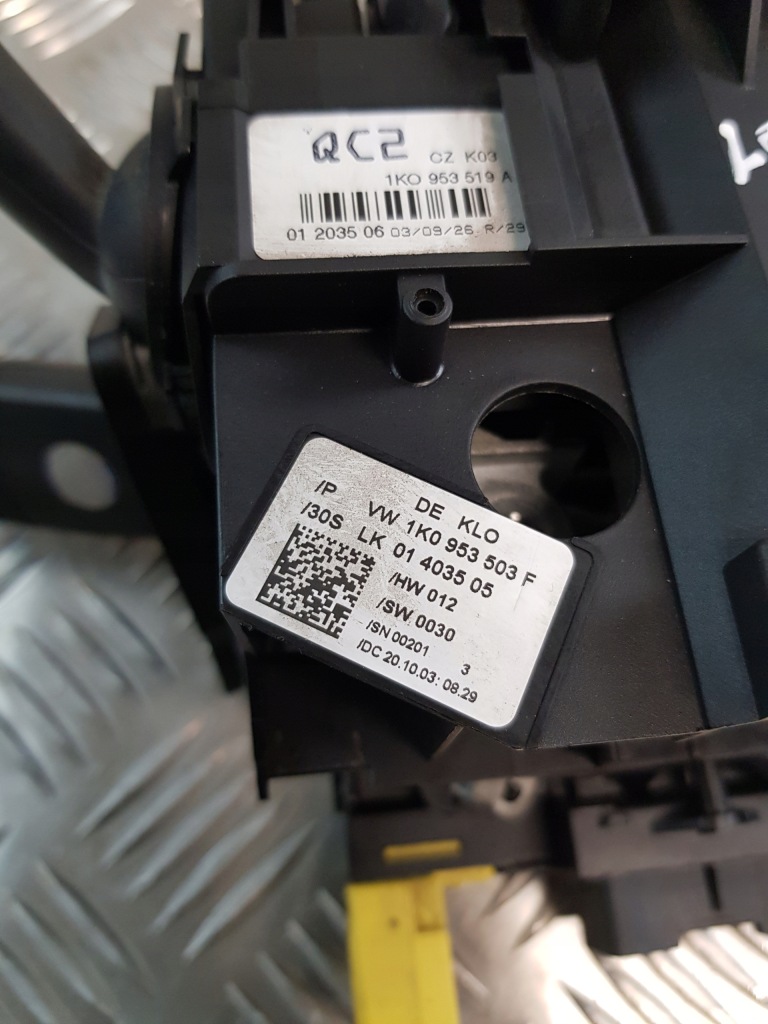 QC2 CZ K03
1K0 953 519 A
01 2035 06 03/09/26 R/29
DE KLO
/P VW 1K0 953 503 F
/30S LK 01 4035 05
/HW 012
/SW 0030
/SN 00201 3
/DC 20.10.03: 08.29